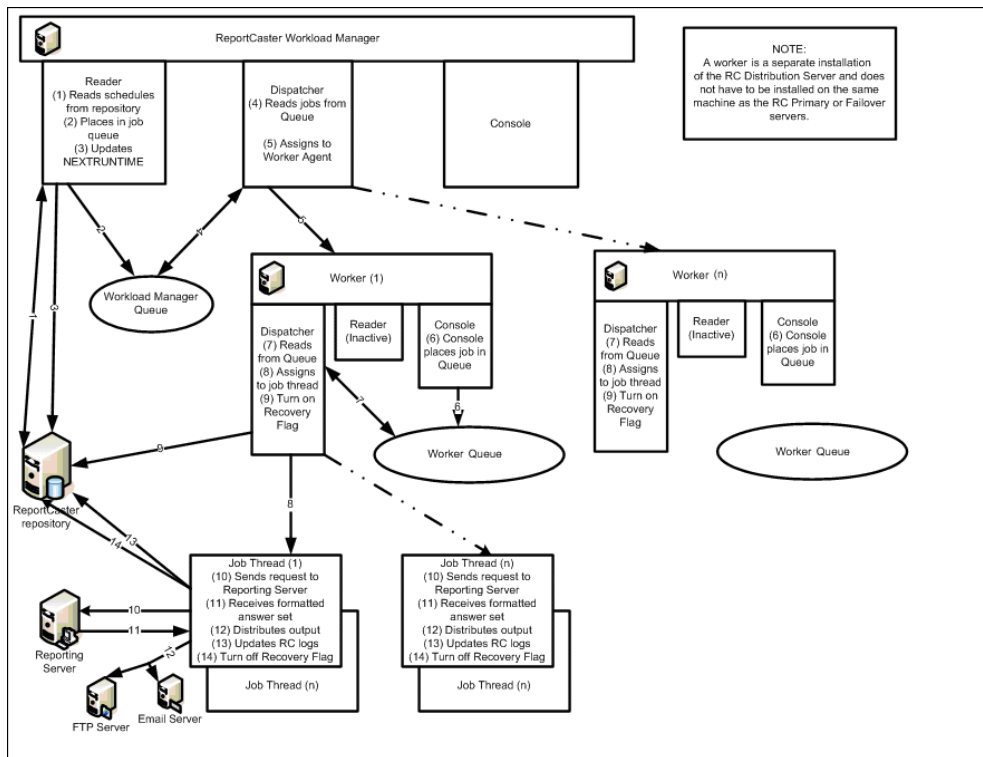 ReportCaster Workload Manager
NOTE:
A worker is a separate installation
of the RC Distribution Server and does
not have to be installed on the same
machine as the RC Primary or Failover
servers.
Reader
(1) Reads schedules
from repository
(2) Places in job
queue
(3) Updates
NEXTRUNTIME
Dispatcher
(4) Reads jobs from
Queue
(5) Assigns to
Worker Agent
Console
2
4
5
1
3
Workload Manager
Queue
Worker (1)
Dispatcher
(7) Reads
from Queue
(8) Assigns
to job thread
(9) Turn on
Recovery
Flag
Reader
(Inactive)
Console
(6) Console
places job in
Queue
7
6
Worker Queue
Worker (n)
Dispatcher
(7) Reads
from Queue
(8) Assigns
to job thread
(9) Turn on
Recovery
Flag
Reader
(Inactive)
Console
(6) Console
places job in
Queue
Worker Queue
9
8
ReportCaster
repository
13
14
Job Thread (1)
(10) Sends request to
Reporting Server
(11) Receives formatted
answer set
(12) Distributes output
(13) Updates RC logs
(14) Turn off Recovery Flag
Job Thread (n)
Job Thread (n)
(10) Sends request to
Reporting Server
(11) Receives formatted
answer set
(12) Distributes output
(13) Updates RC logs
(14) Turn off Recovery Flag
Job Thread (n)
10
11
Reporting
Server
12
FTP Server
Email Server